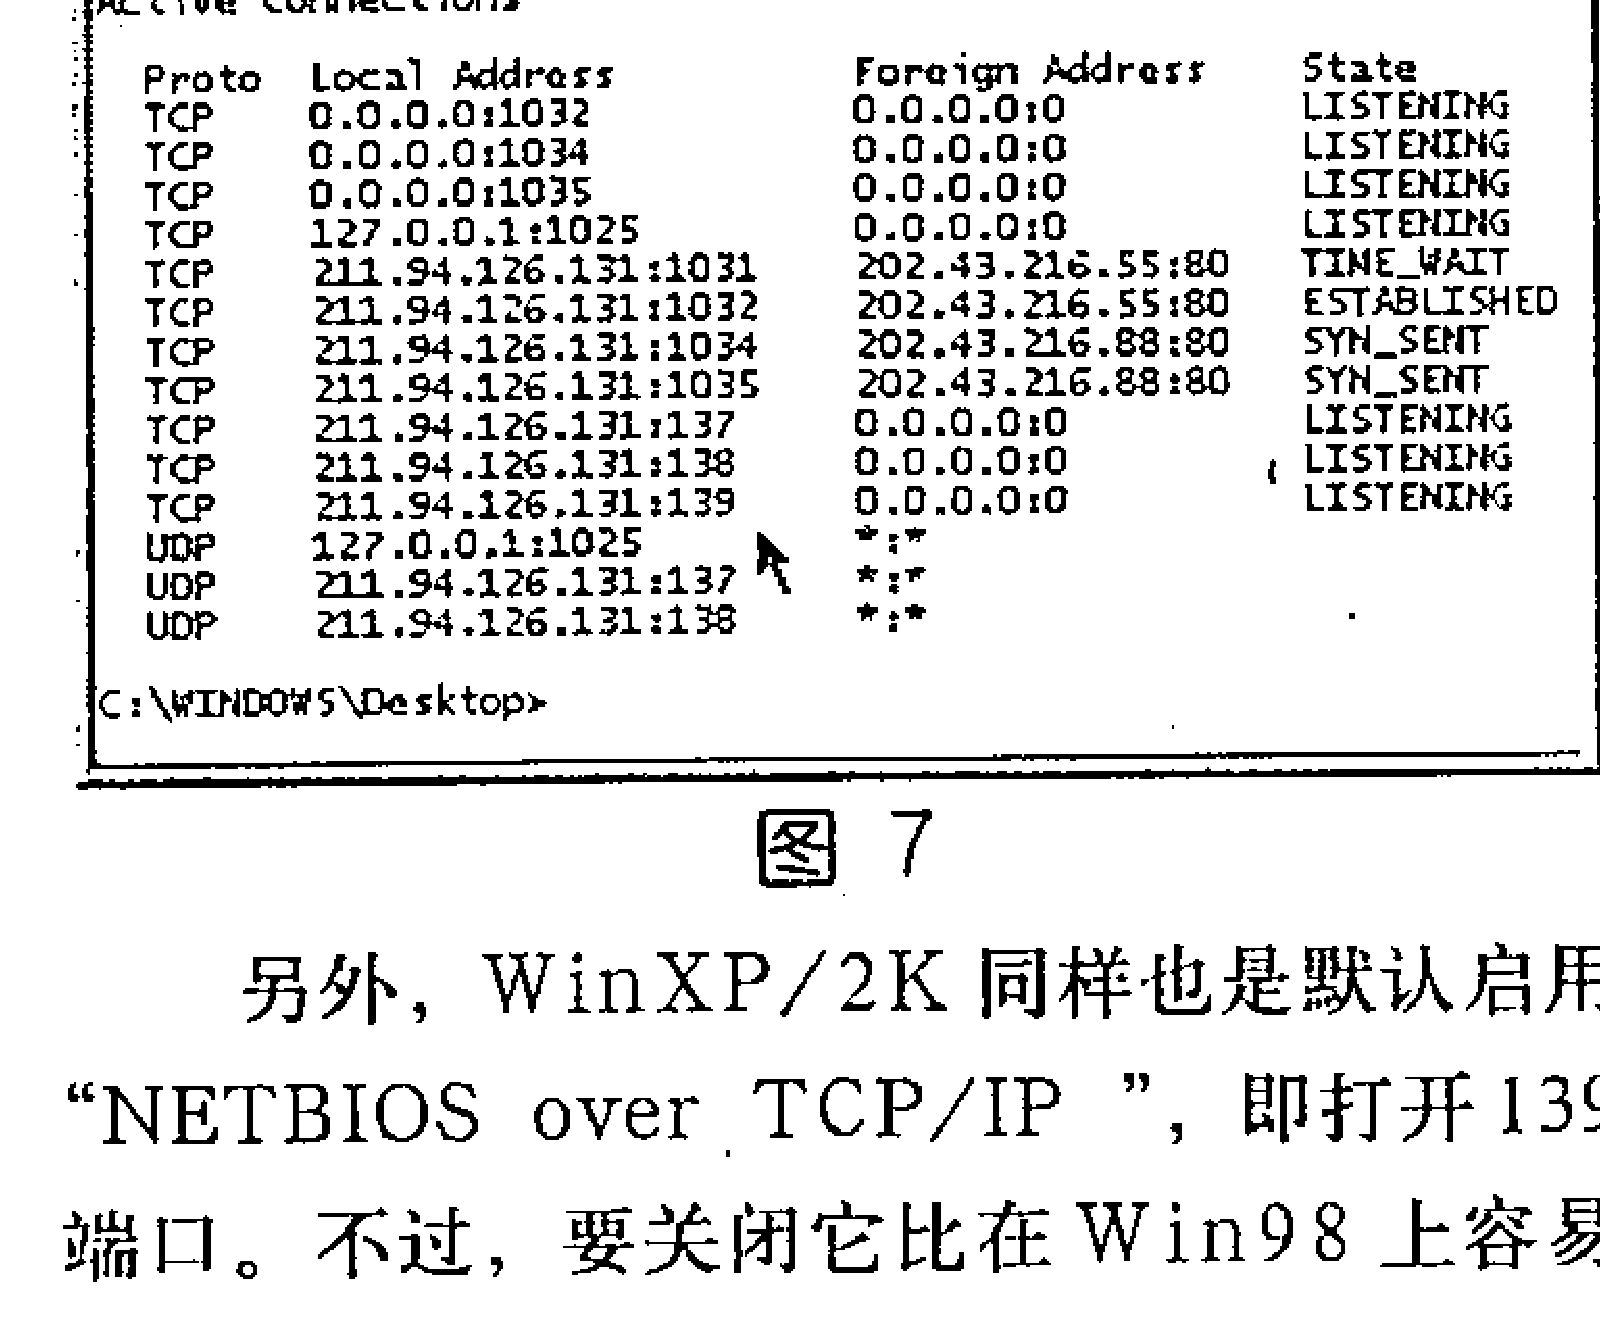 Active Connections
Proto Local Address Foreign Address State
TCP 0.0.0.0:1032 0.0.0.0:0 LISTENING
TCP 0.0.0.0:1034 0.0.0.0:0 LISTENING
TCP 0.0.0.0:1035 0.0.0.0:0 LISTENING
TCP 127.0.0.1:1025 0.0.0.0:0 LISTENING
TCP 211.94.126.131:1031 202.43.216.55:80 TIME_WAIT
TCP 211.94.126.131:1032 202.43.216.55:80 ESTABLISHED
TCP 211.94.126.131:1034 202.43.216.88:80 SYN_SENT
TCP 211.94.126.131:1035 202.43.216.88:80 SYN_SENT
TCP 211.94.126.131:137 0.0.0.0:0 LISTENING
TCP 211.94.126.131:138 0.0.0.0:0 LISTENING
TCP 211.94.126.131:139 0.0.0.0:0 LISTENING
UDP 127.0.0.1:1025 *:*
UDP 211.94.126.131:137 *:*
UDP 211.94.126.131:138 *:*
C:\WINDOWS\Desktop>
图 7
另外，WinXP/2K 同样也是默认启用
“NETBIOS over TCP/IP ”，即打开 139
端口。不过，要关闭它比在 Win98 上容易